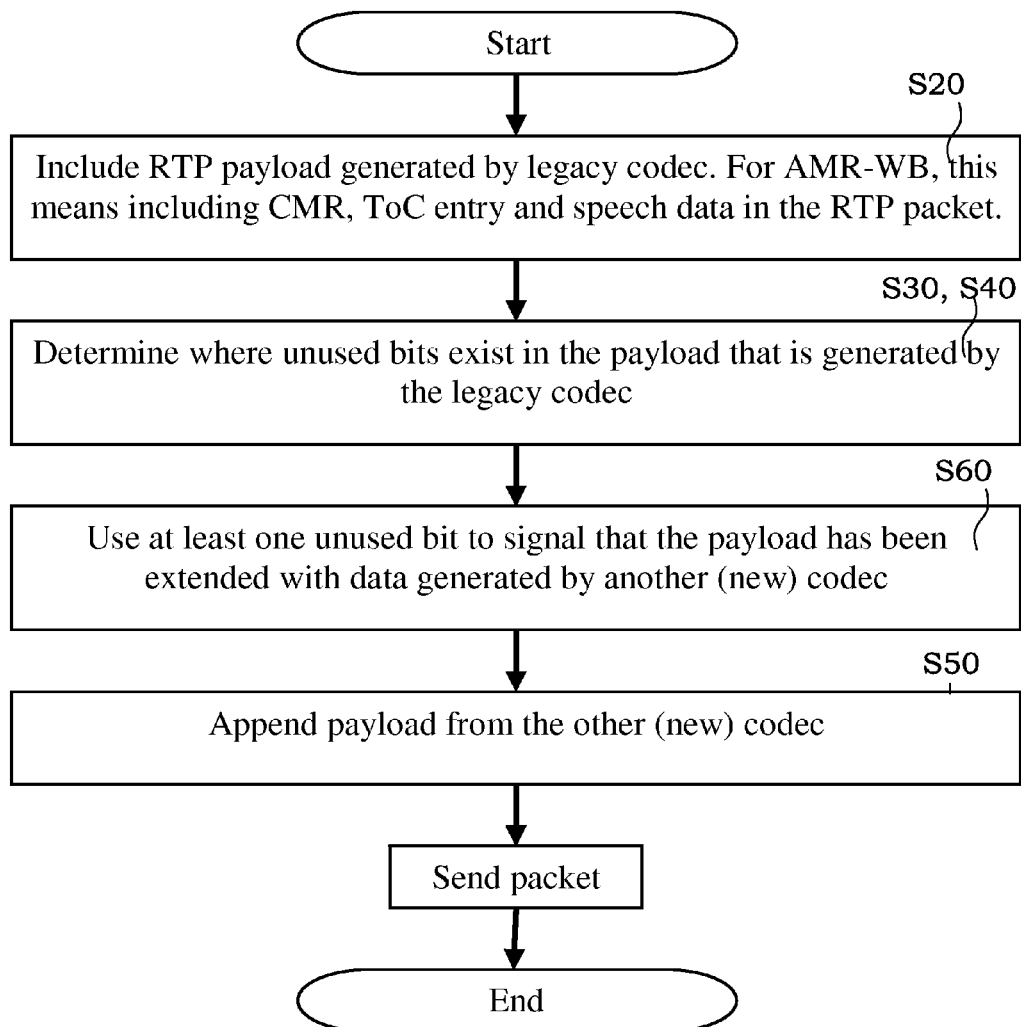 Start
S20
Include RTP payload generated by legacy codec. For AMR-WB, this
means including CMR, ToC entry and speech data in the RTP packet.
S30, S40
Determine where unused bits exist in the payload that is generated by
the legacy codec
S60
Use at least one unused bit to signal that the payload has been
extended with data generated by another (new) codec
S50
Append payload from the other (new) codec
Send packet
End